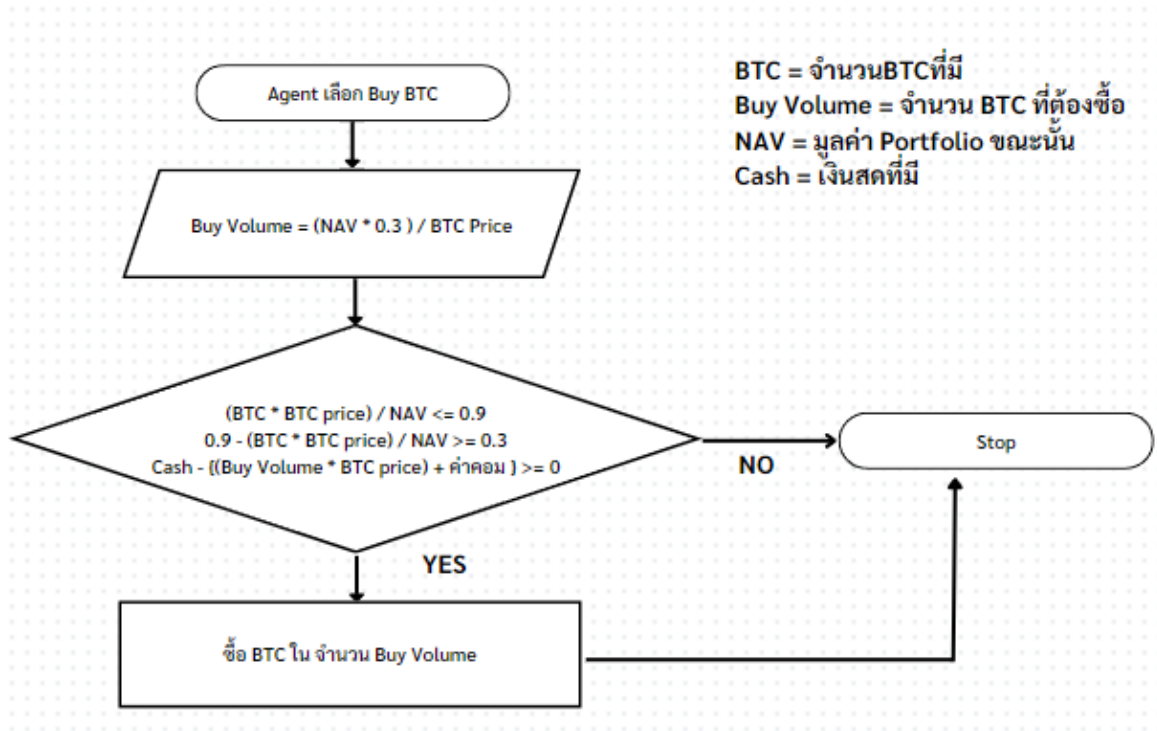 BTC = จำนวนBTCที่มี
Buy Volume = จำนวน BTC ที่ต้องซื้อ
NAV = มูลค่า Portfolio ขณะนั้น
Cash = เงินสดที่มี
Agent เลือก Buy BTC
Buy Volume = (NAV * 0.3 ) / BTC Price
(BTC * BTC price) / NAV <= 0.9
0.9 - (BTC * BTC price) / NAV >= 0.3
Cash - {(Buy Volume * BTC price) + ค่าคอม } >= 0
NO
Stop
YES
ซื้อ BTC ใน จำนวน Buy Volume